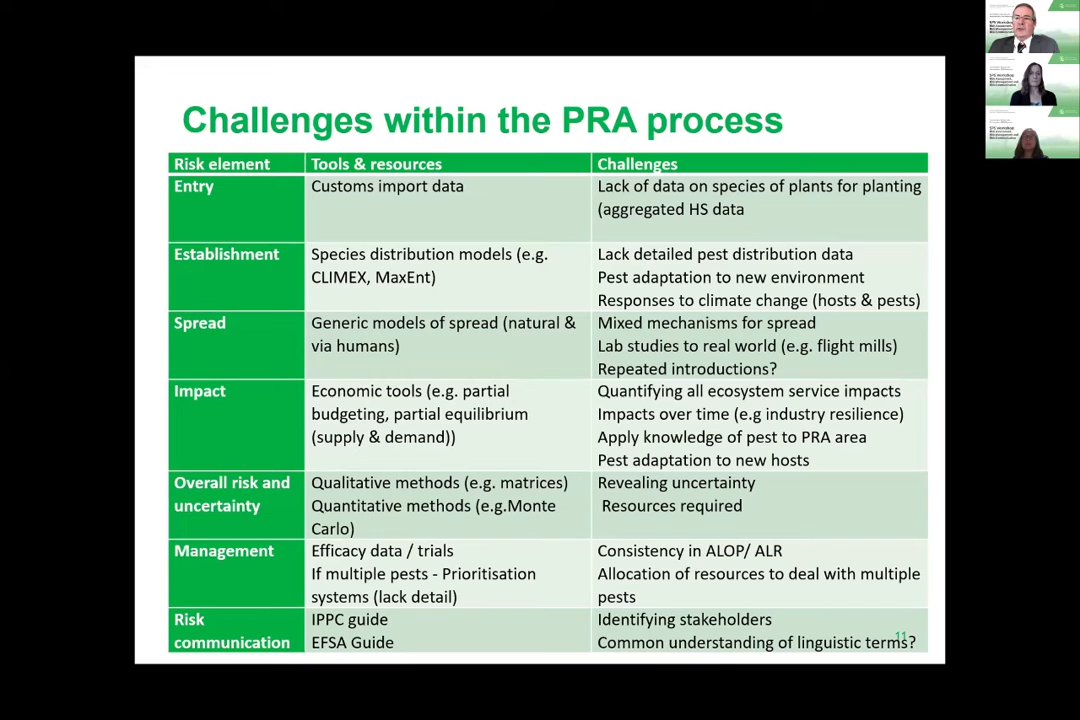 Challenges within the PRA process
Risk element
Tools & resources
Challenges
Entry
Customs import data
Lack of data on species of plants for planting
(aggregated HS data
Establishment
Species distribution models (e.g.
CLIMEX, MaxEnt)
Lack detailed pest distribution data
Pest adaptation to new environment
Responses to climate change (hosts & pests)
Spread
Generic models of spread (natural &
via humans)
Mixed mechanisms for spread
Lab studies to real world (e.g. flight mills)
Repeated introductions?
Impact
Economic tools (e.g. partial
budgeting, partial equilibrium
(supply & demand))
Quantifying all ecosystem service impacts
Impacts over time (e.g industry resilience)
Apply knowledge of pest to PRA area
Pest adaptation to new hosts
Overall risk and
uncertainty
Qualitative methods (e.g. matrices)
Quantitative methods (e.g.Monte
Carlo)
Revealing uncertainty
Resources required
Management
Efficacy data / trials
If multiple pests - Prioritisation
systems (lack detail)
Consistency in ALOP/ ALR
Allocation of resources to deal with multiple
pests
Risk
communication
IPPC guide
EFSA Guide
Identifying stakeholders
Common understanding of linguistic terms?
11